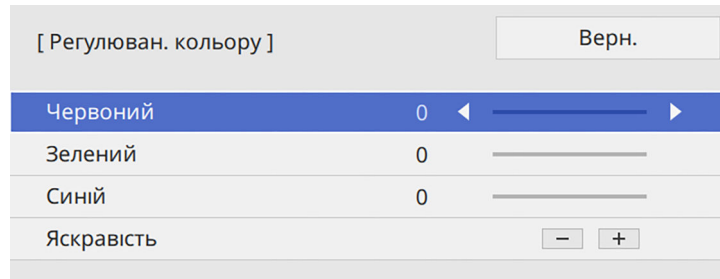 [ Регулюван. кольору ]
Верн.
Червоний 0
Зелений 0
Синій 0
Яскравість − +